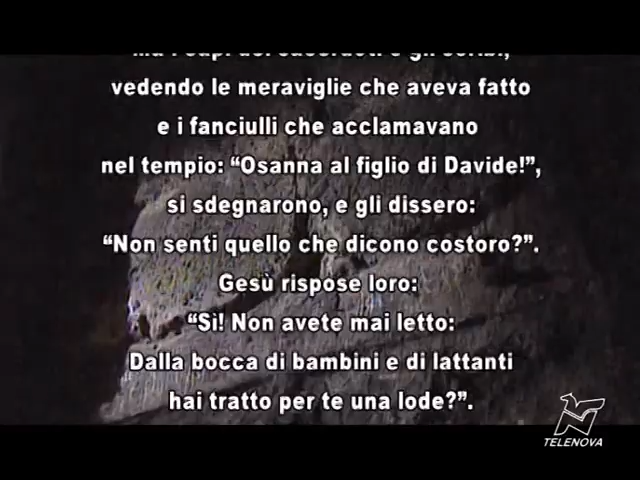 vedendo le meraviglie che aveva fatto
e i fanciulli che acclamavano
nel tempio: “Osanna al figlio di Davide!”,
si sdegnarono, e gli dissero:
“Non senti quello che dicono costoro?”.
Gesù rispose loro:
“Sì! Non avete mai letto:
Dalla bocca di bambini e di lattanti
hai tratto per te una lode?”.
TELENOVA